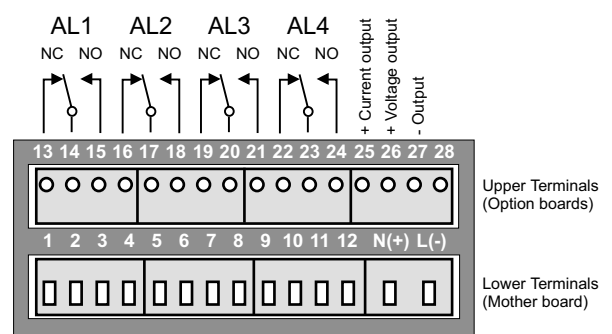 AL1 AL2 AL3 AL4
NC NO NC NO NC NO NC NO
+ Current output
+ Voltage output
- Output
13 14 15 16 17 18 19 20 21 22 23 24 25 26 27 28
Upper Terminals
(Option boards)
1 2 3 4 5 6 7 8 9 10 11 12 N(+) L(-)
Lower Terminals
(Mother board)